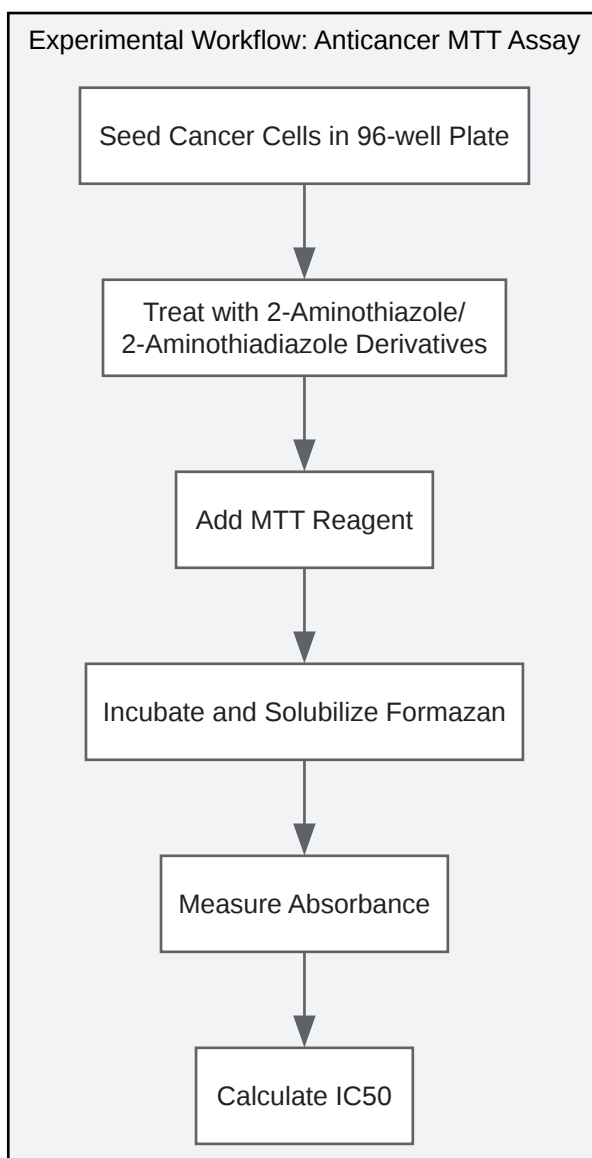 Experimental Workflow: Anticancer MTT Assay
Seed Cancer Cells in 96-well Plate
Treat with 2-Aminothiazole/
2-Aminothiadiazole Derivatives
Add MTT Reagent
Incubate and Solubilize Formazan
Measure Absorbance
Calculate IC50